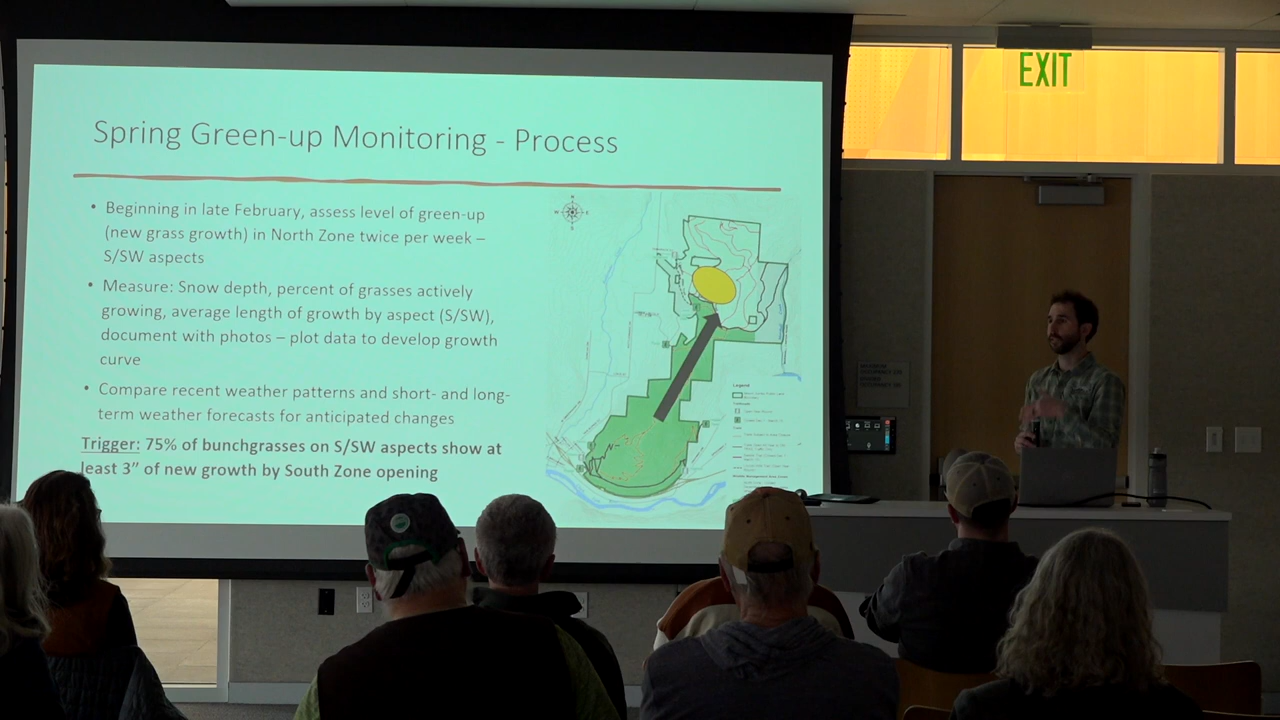 EXIT
Spring Green-up Monitoring - Process
• Beginning in late February, assess level of green-up
(new grass growth) in North Zone twice per week –
S/SW aspects
• Measure: Snow depth, percent of grasses actively
growing, average length of growth by aspect (S/SW),
document with photos – plot data to develop growth
curve
• Compare recent weather patterns and short- and long-
term weather forecasts for anticipated changes
Trigger: 75% of bunchgrasses on S/SW aspects show at
least 3” of new growth by South Zone opening
N
W E
S
Legend